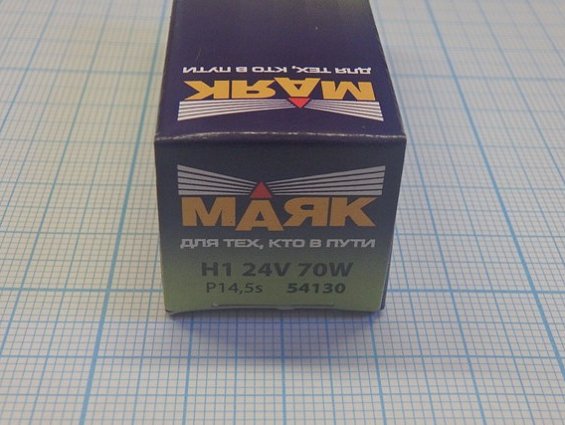 ДЛЯ ТЕХ, КТО В ПУТИ
МАЯК
МАЯК
ДЛЯ ТЕХ, КТО В ПУТИ
H1 24V 70W
P14,5s 54130